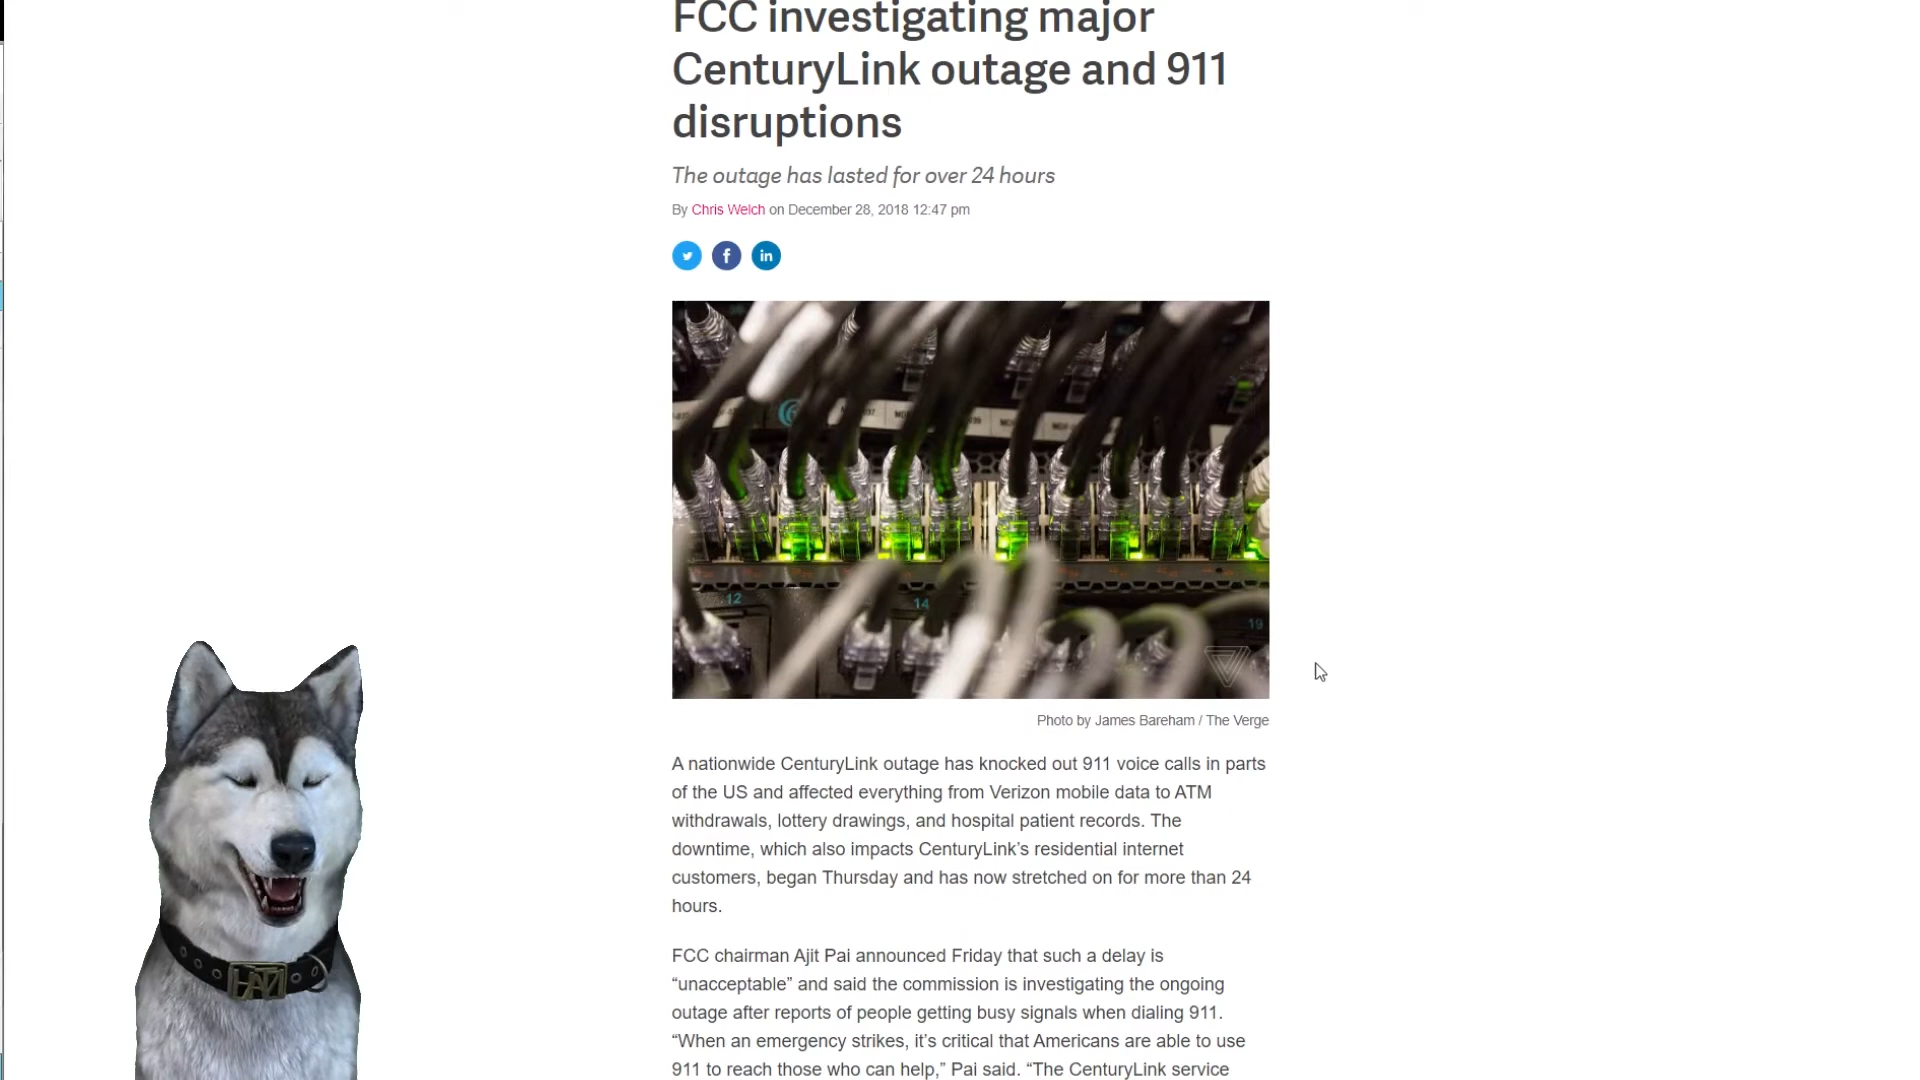 FCC investigating major
CenturyLink outage and 911
disruptions
The outage has lasted for over 24 hours
By Chris Welch on December 28, 2018 12:47 pm
f
in
12
14
19
Photo by James Bareham / The Verge
A nationwide CenturyLink outage has knocked out 911 voice calls in parts
of the US and affected everything from Verizon mobile data to ATM
withdrawals, lottery drawings, and hospital patient records. The
downtime, which also impacts CenturyLink’s residential internet
customers, began Thursday and has now stretched on for more than 24
hours.
FCC chairman Ajit Pai announced Friday that such a delay is
“unacceptable” and said the commission is investigating the ongoing
outage after reports of people getting busy signals when dialing 911.
“When an emergency strikes, it’s critical that Americans are able to use
911 to reach those who can help,” Pai said. “The CenturyLink service